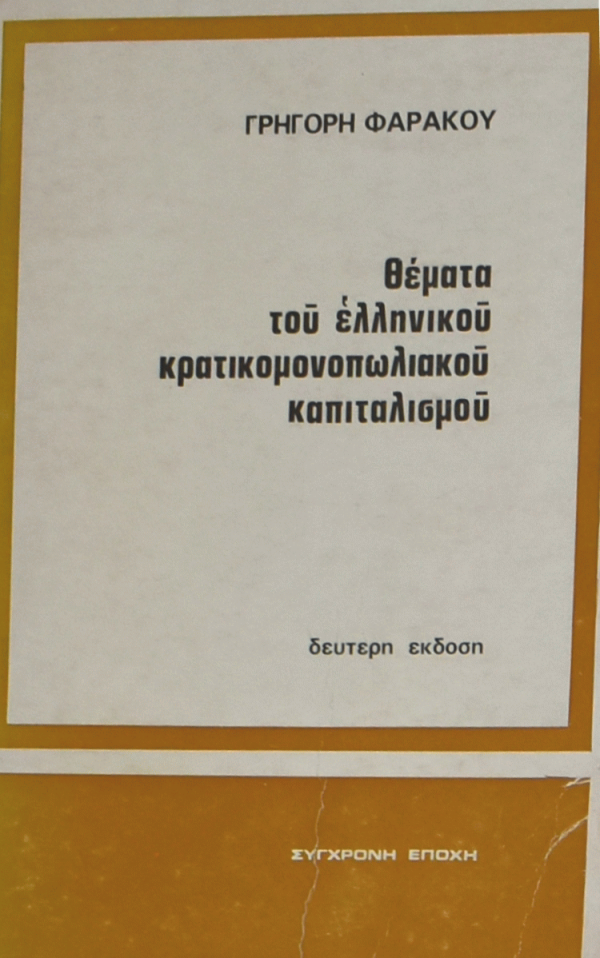 ΓΡΗΓΟΡΗ ΦΑΡΑΚΟΥ
θέματα
τοῦ ἑλληνικοῦ
κρατικομονοπωλιακοῦ
καπιταλισμοῦ
δευτερη εκδοση
ΣΥΓΧΡΟΝΗ ΕΠΟΧΗ